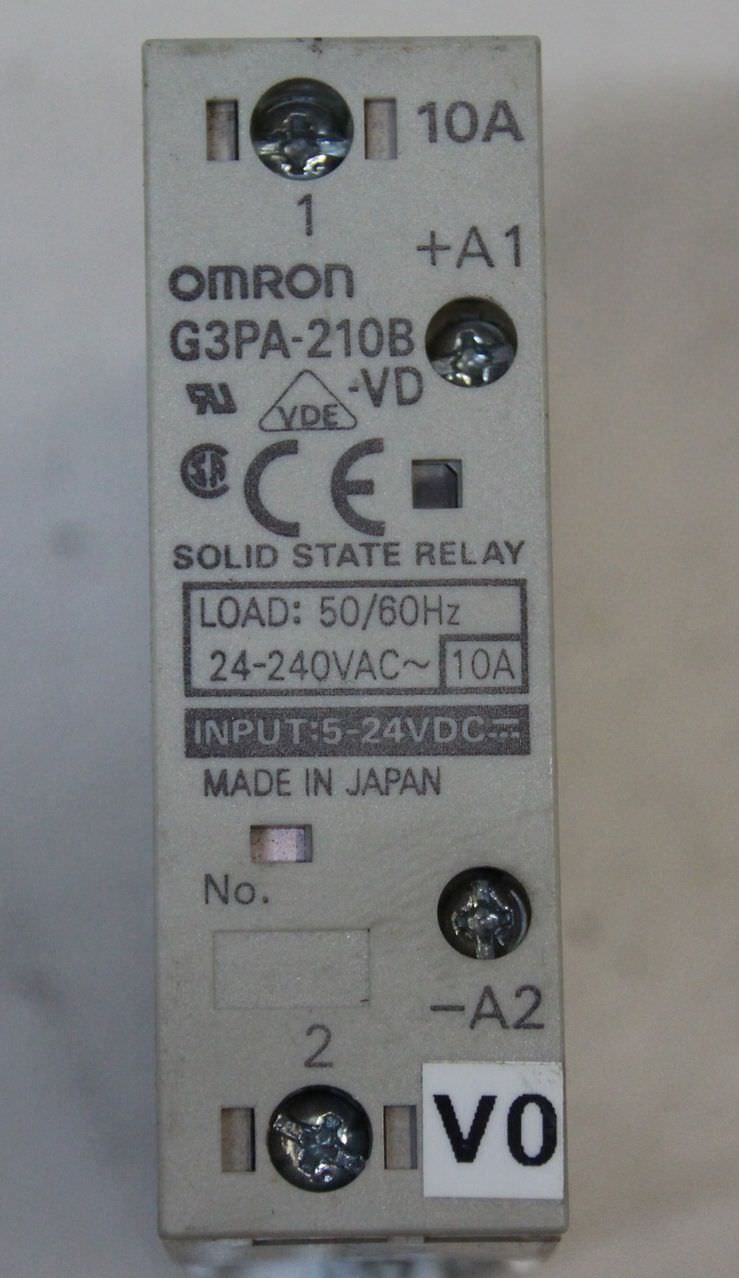 10A
1
+A1
OMRON
G3PA-210B
-VD
VDE
CE
SOLID STATE RELAY
LOAD: 50/60Hz
24-240VAC~ 10A
INPUT:5-24VDC⎓
MADE IN JAPAN
No.
-A2
2
V0